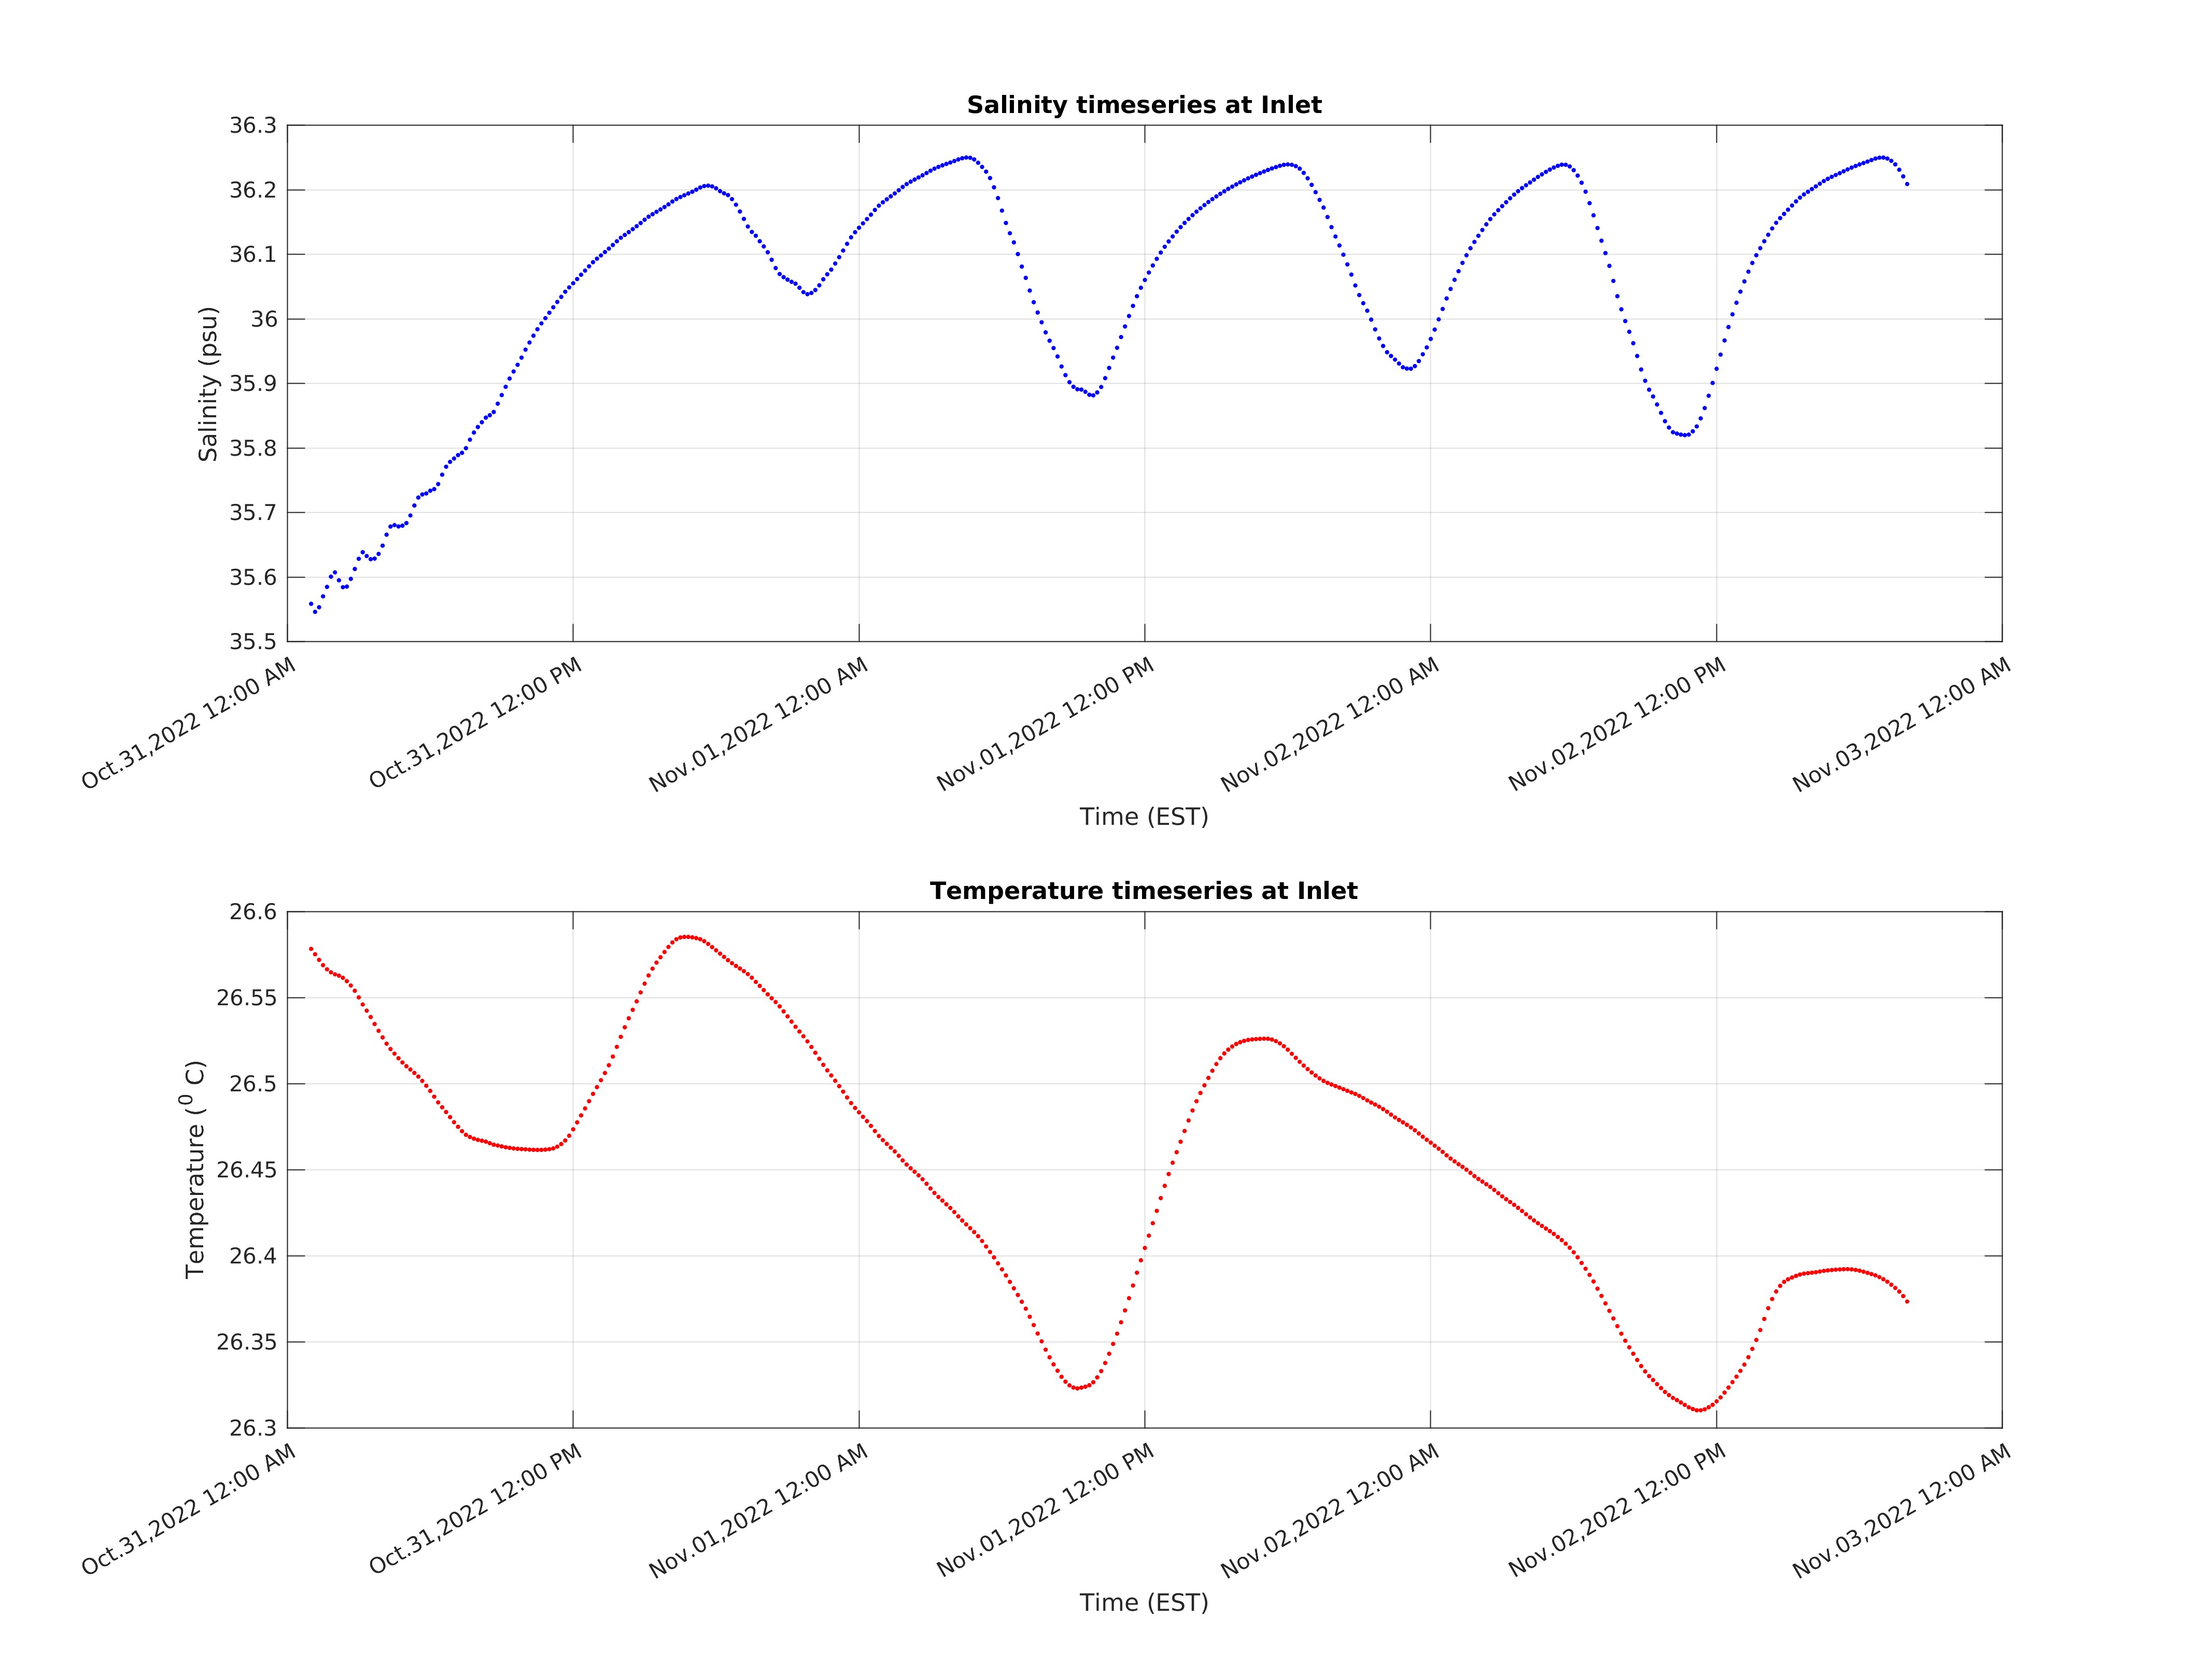 Salinity timeseries at Inlet
36.3
36.2
36.1
36
35.9
35.8
35.7
35.6
35.5
Salinity (psu)
Oct.31,2022 12:00 AM
Oct.31,2022 12:00 PM
Nov.01,2022 12:00 AM
Nov.01,2022 12:00 PM
Nov.02,2022 12:00 AM
Nov.02,2022 12:00 PM
Nov.03,2022 12:00 AM
Time (EST)
Temperature timeseries at Inlet
26.6
26.55
26.5
26.45
26.4
26.35
26.3
Temperature (⁰ C)
Oct.31,2022 12:00 AM
Oct.31,2022 12:00 PM
Nov.01,2022 12:00 AM
Nov.01,2022 12:00 PM
Nov.02,2022 12:00 AM
Nov.02,2022 12:00 PM
Nov.03,2022 12:00 AM
Time (EST)